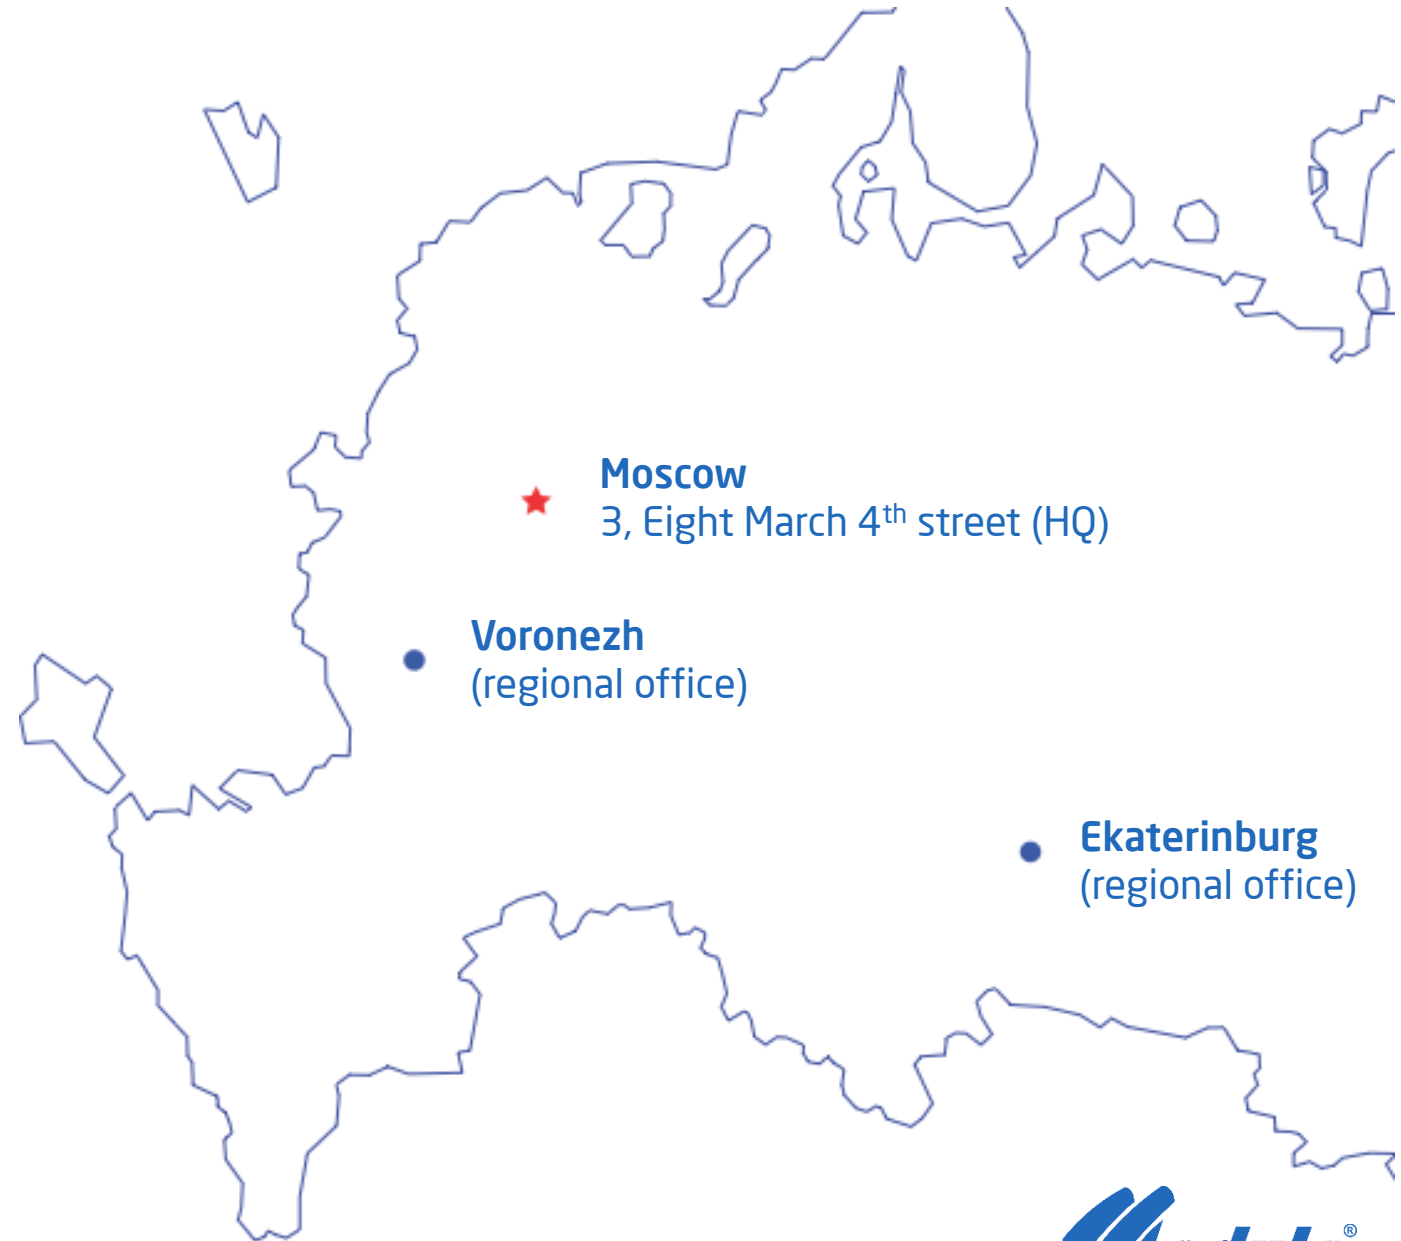 Moscow
3, Eight March 4th street (HQ)
Voronezh
(regional office)
Ekaterinburg
(regional office)
®